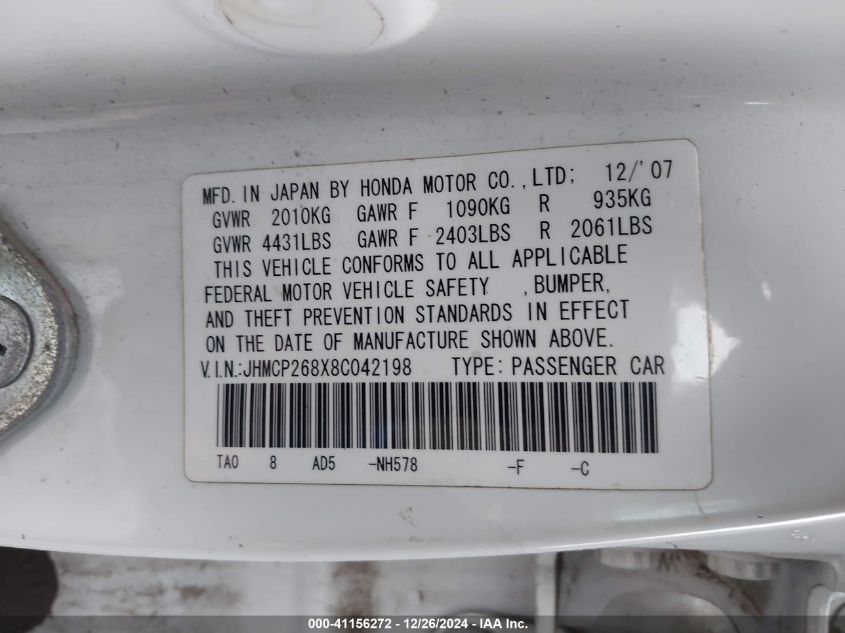 MFD. IN JAPAN BY HONDA MOTOR CO., LTD; 12/'07
GVWR 2010KG GAWR F 1090KG R 935KG
GVWR 4431LBS GAWR F 2403LBS R 2061LBS
THIS VEHICLE CONFORMS TO ALL APPLICABLE
FEDERAL MOTOR VEHICLE SAFETY , BUMPER,
AND THEFT PREVENTION STANDARDS IN EFFECT
ON THE DATE OF MANUFACTURE SHOWN ABOVE.
V.I.N.:JHMCP268X8C042198 TYPE: PASSENGER CAR
TA0 8 AD5 -NH578 -F -C
000-41156272 - 12/26/2024 - IAA Inc.